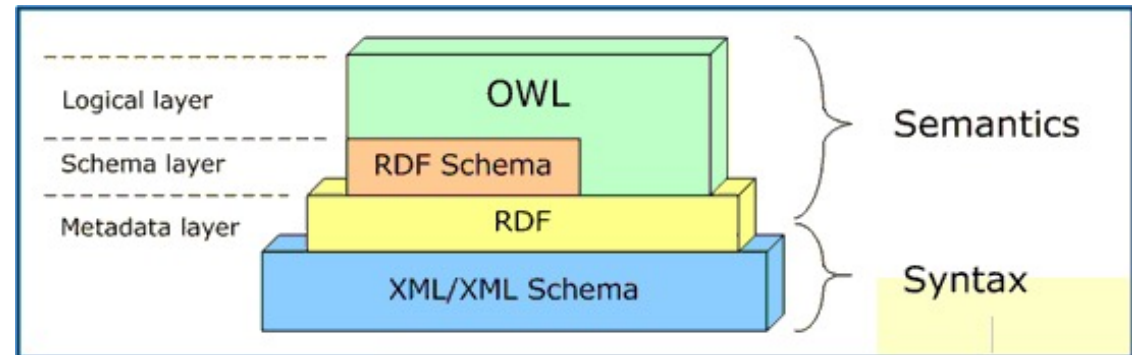 Logical layer
OWL
Semantics
Schema layer
RDF Schema
Metadata layer
RDF
XML/XML Schema
Syntax